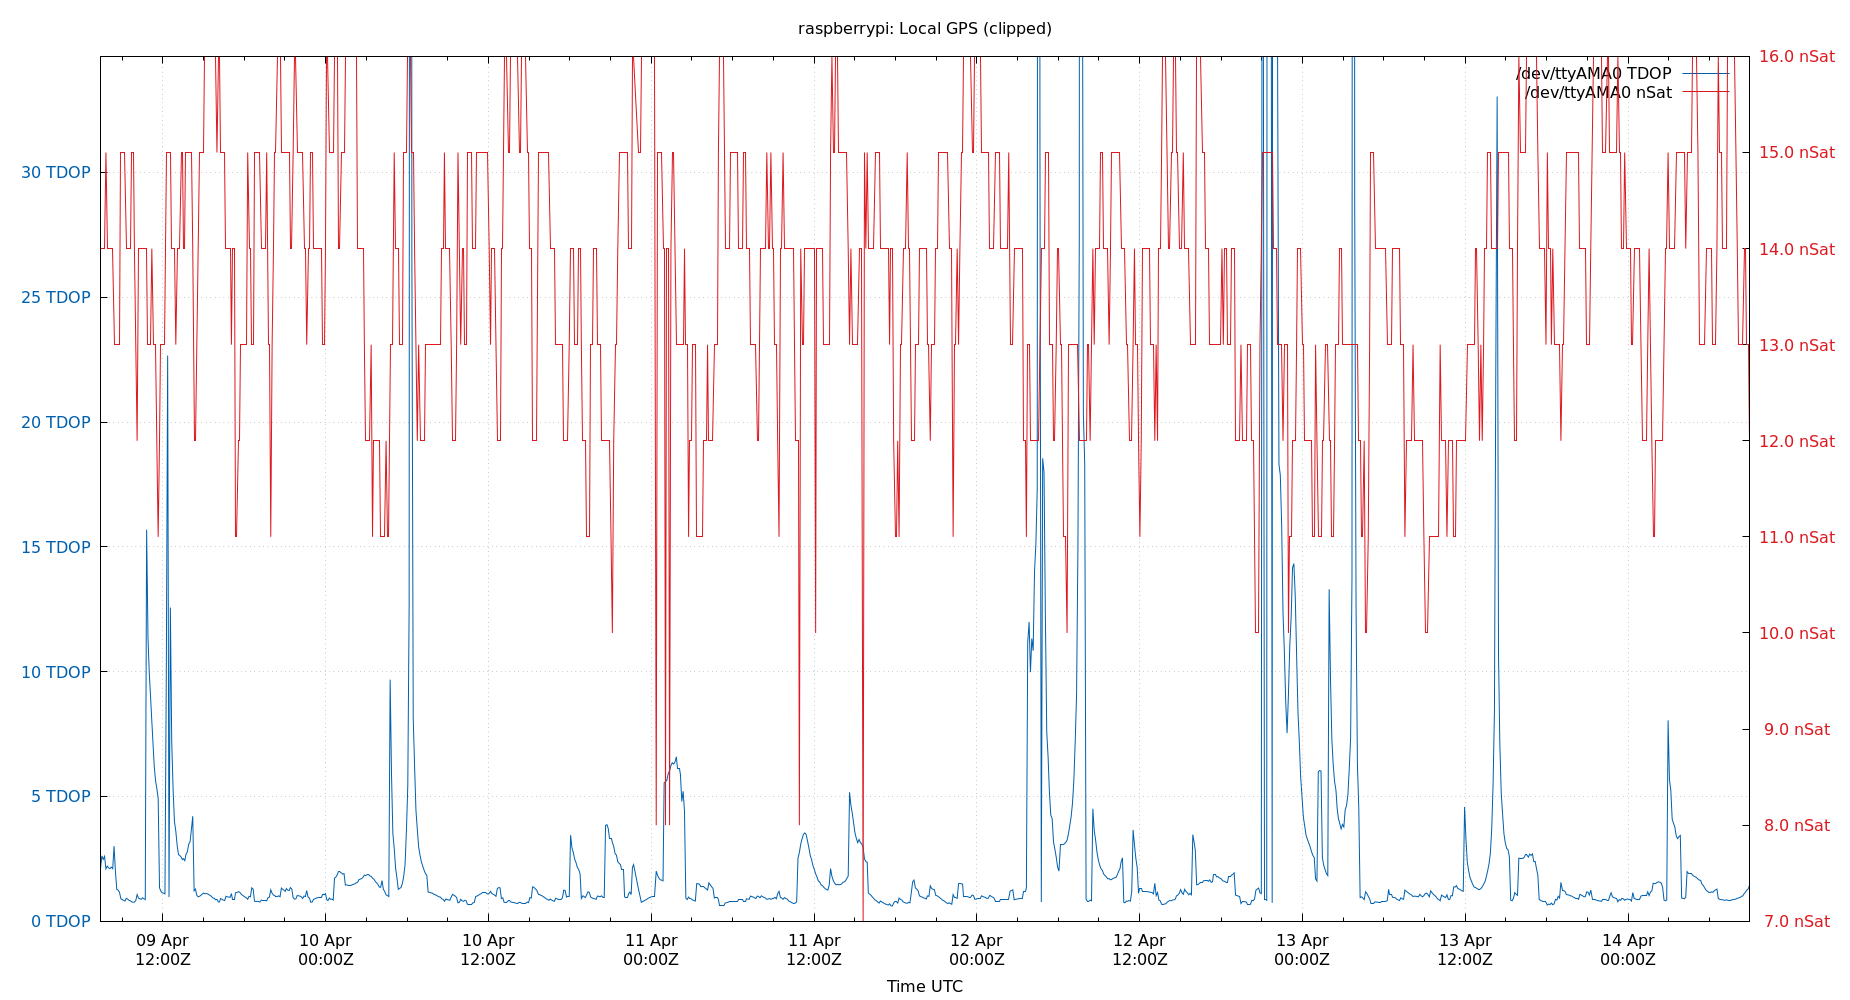 raspberrypi: Local GPS (clipped)
/dev/ttyAMA0 TDOP
/dev/ttyAMA0 nSat
30 TDOP
25 TDOP
20 TDOP
15 TDOP
10 TDOP
5 TDOP
0 TDOP
16.0 nSat
15.0 nSat
14.0 nSat
13.0 nSat
12.0 nSat
11.0 nSat
10.0 nSat
9.0 nSat
8.0 nSat
7.0 nSat
09 Apr
12:00Z
10 Apr
00:00Z
10 Apr
12:00Z
11 Apr
00:00Z
11 Apr
12:00Z
12 Apr
00:00Z
12 Apr
12:00Z
13 Apr
00:00Z
13 Apr
12:00Z
14 Apr
00:00Z
Time UTC